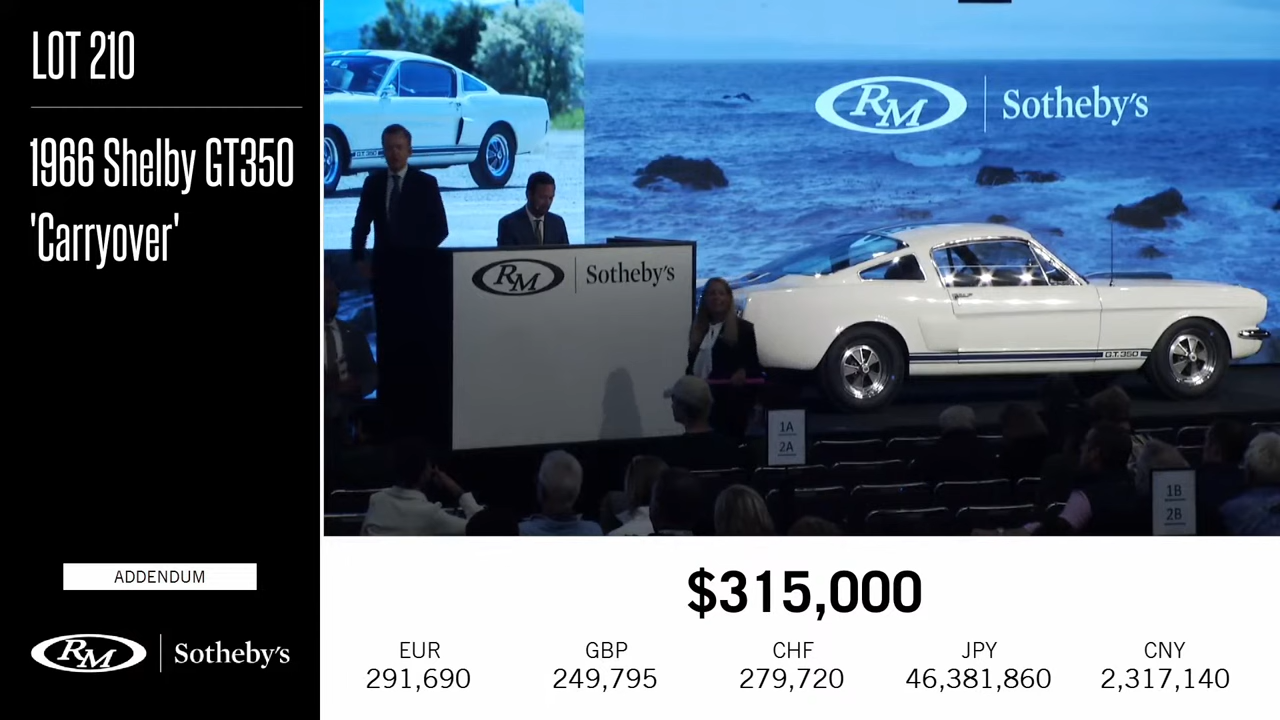 LOT 210
1966 Shelby GT350
'Carryover'
ADDENDUM
RM | Sotheby's
RM | Sotheby's
RM | Sotheby's
GT350
1A
2A
1B
2B
$315,000
EUR
291,690
GBP
249,795
CHF
279,720
JPY
46,381,860
CNY
2,317,140